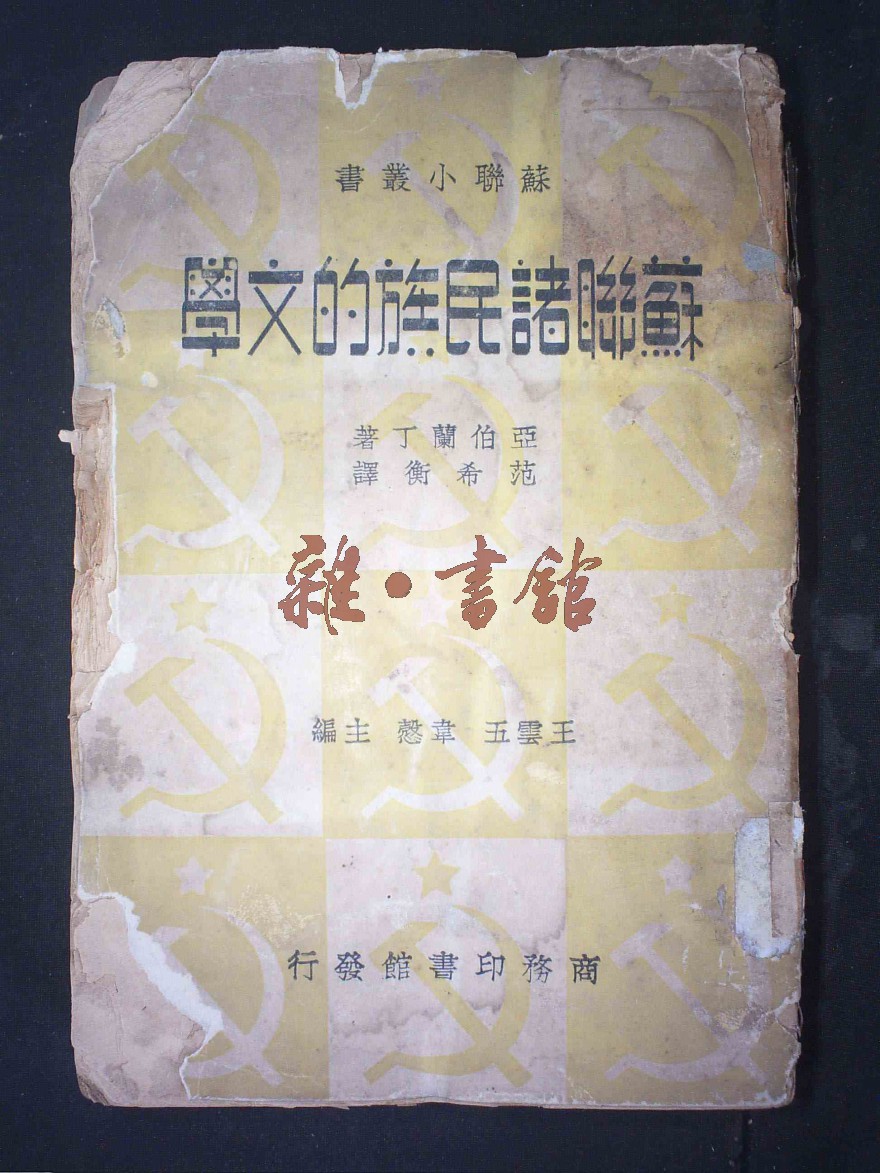 蘇聯小叢書
蘇聯諸民族的文學
亞伯蘭丁著
范希衡譯
雜·書館
王雲五 韋慤 主編
商務印書館發行